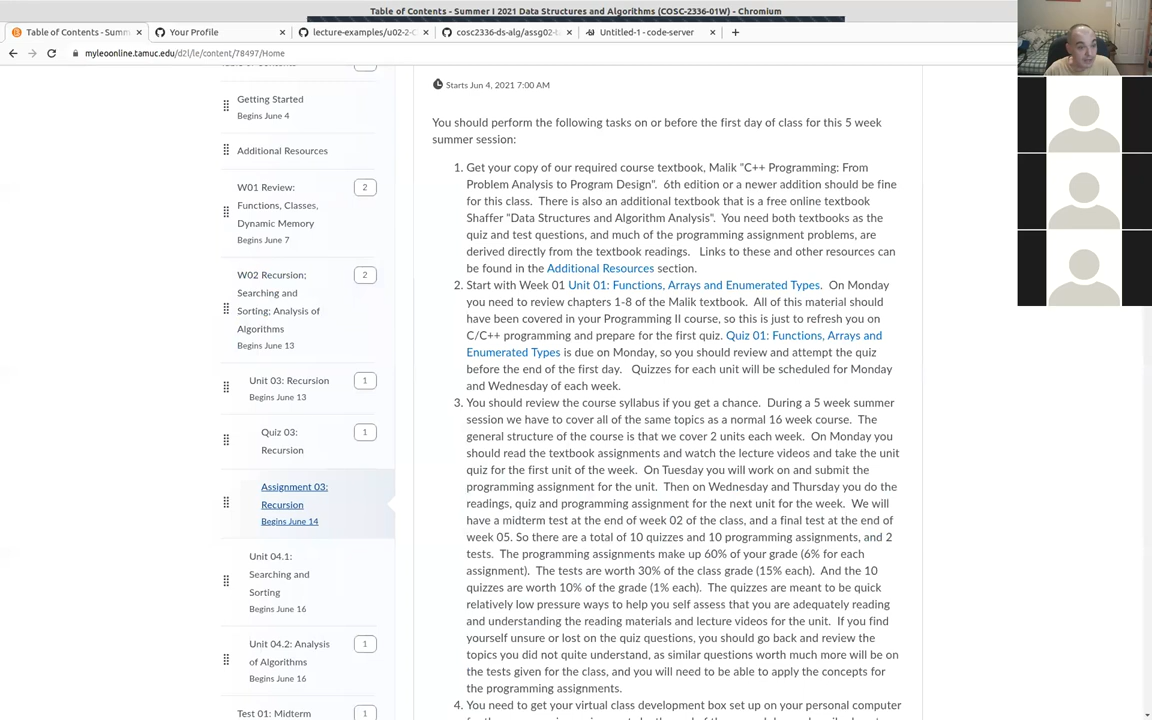 Table of Contents - Summer I 2021 Data Structures and Algorithms (COSC-2336-01W) - Chromium
Table of Contents - Summ
Your Profile
lecture-examples/u02-2-C
cosc2336-ds-alg/assg02-t
Untitled-1 - code-server
myleoonline.tamuc.edu/d2l/le/content/78497/Home
Getting Started
Begins June 4
Additional Resources
W01 Review:
Functions, Classes,
Dynamic Memory
Begins June 7
2
W02 Recursion;
Searching and
Sorting; Analysis of
Algorithms
Begins June 13
2
Unit 03: Recursion
Begins June 13
1
Quiz 03:
Recursion
1
Assignment 03:
Recursion
Begins June 14
Unit 04.1:
Searching and
Sorting
Begins June 16
Unit 04.2: Analysis
of Algorithms
Begins June 16
1
Test 01: Midterm
1
Starts Jun 4, 2021 7:00 AM
You should perform the following tasks on or before the first day of class for this 5 week
summer session:
1. Get your copy of our required course textbook, Malik "C++ Programming: From
Problem Analysis to Program Design". 6th edition or a newer addition should be fine
for this class. There is also an additional textbook that is a free online textbook
Shaffer "Data Structures and Algorithm Analysis". You need both textbooks as the
quiz and test questions, and much of the programming assignment problems, are
derived directly from the textbook readings. Links to these and other resources can
be found in the Additional Resources section.
2. Start with Week 01 Unit 01: Functions, Arrays and Enumerated Types. On Monday
you need to review chapters 1-8 of the Malik textbook. All of this material should
have been covered in your Programming II course, so this is just to refresh you on
C/C++ programming and prepare for the first quiz. Quiz 01: Functions, Arrays and
Enumerated Types is due on Monday, so you should review and attempt the quiz
before the end of the first day. Quizzes for each unit will be scheduled for Monday
and Wednesday of each week.
3. You should review the course syllabus if you get a chance. During a 5 week summer
session we have to cover all of the same topics as a normal 16 week course. The
general structure of the course is that we cover 2 units each week. On Monday you
should read the textbook assignments and watch the lecture videos and take the unit
quiz for the first unit of the week. On Tuesday you will work on and submit the
programming assignment for the unit. Then on Wednesday and Thursday you do the
readings, quiz and programming assignment for the next unit for the week. We will
have a midterm test at the end of week 02 of the class, and a final test at the end of
week 05. So there are a total of 10 quizzes and 10 programming assignments, and 2
tests. The programming assignments make up 60% of your grade (6% for each
assignment). The tests are worth 30% of the class grade (15% each). And the 10
quizzes are worth 10% of the grade (1% each). The quizzes are meant to be quick
relatively low pressure ways to help you self assess that you are adequately reading
and understanding the reading materials and lecture videos for the unit. If you find
yourself unsure or lost on the quiz questions, you should go back and review the
topics you did not quite understand, as similar questions worth much more will be on
the tests given for the class, and you will need to be able to apply the concepts for
the programming assignments.
4. You need to get your virtual class development box set up on your personal computer